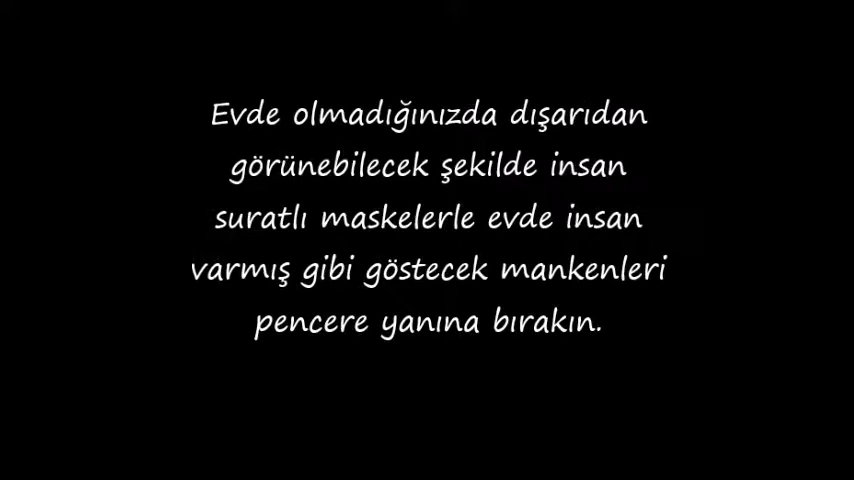 Evde olmadığınızda dışarıdan
görünebilecek şekilde insan
suratlı maskelerle evde insan
varmış gibi göstecek mankenleri
pencere yanına bırakın.